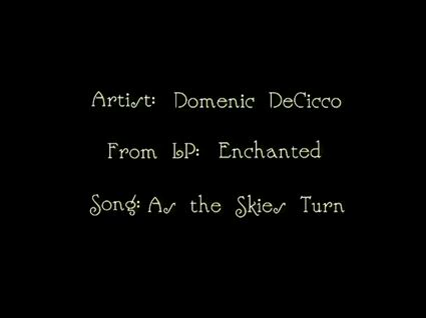 Artist: Domenic DeCicco
From LP: Enchanted
Song: As the Skies Turn